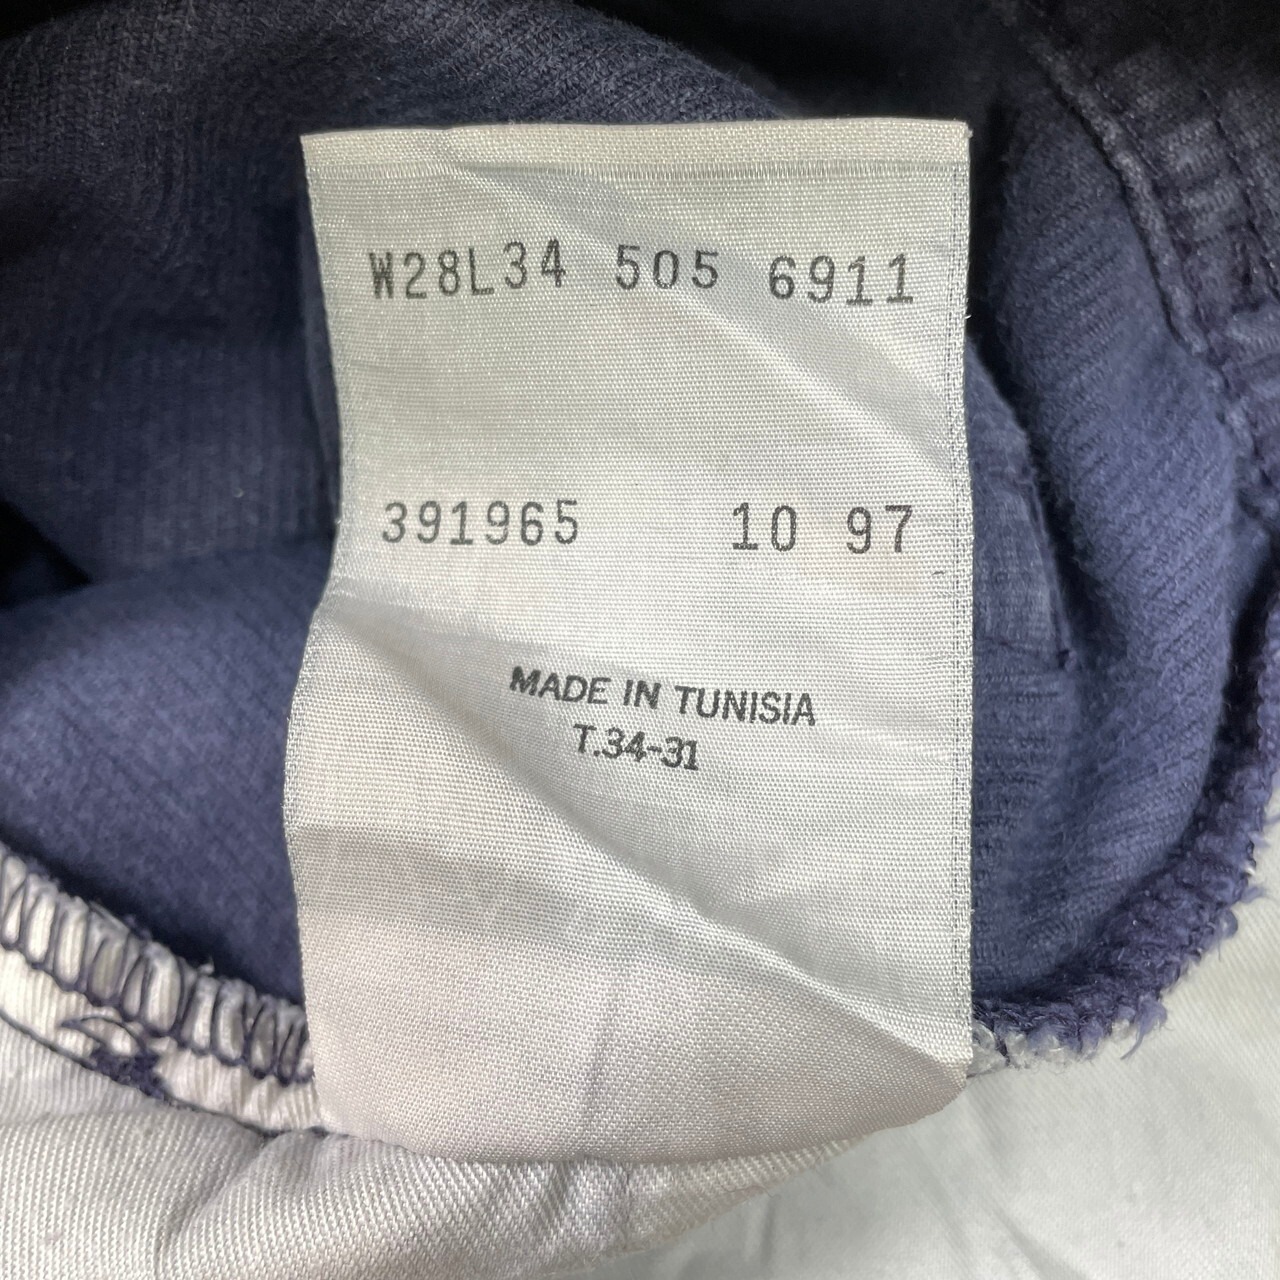 W28L34 505 6911
391965 10 97
MADE IN TUNISIA
T.34-31